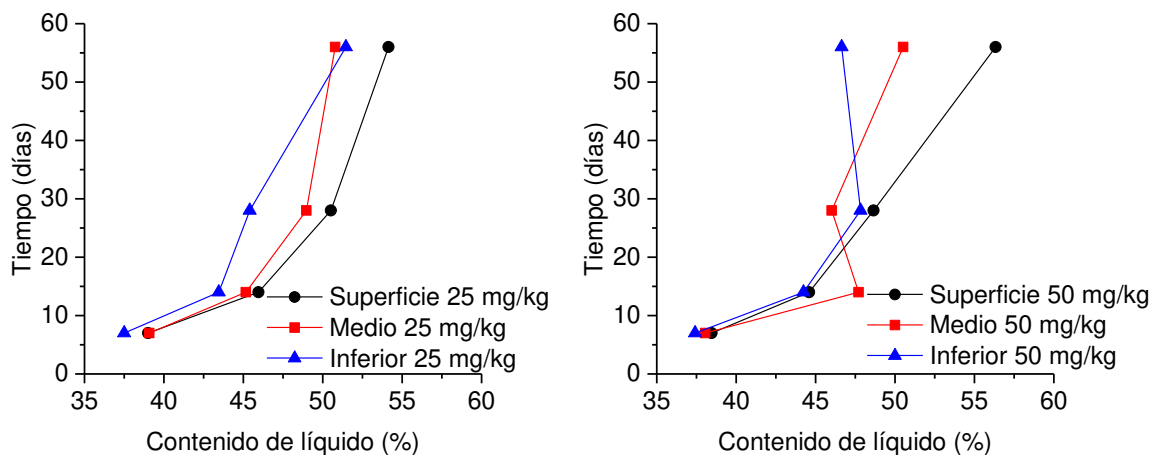 60
50
40
30
20
10
0
Tiempo (días)
Superficie 25 mg/kg
Medio 25 mg/kg
Inferior 25 mg/kg
35 40 45 50 55 60
Contenido de líquido (%)
60
50
40
30
20
10
0
Tiempo (días)
Superficie 50 mg/kg
Medio 50 mg/kg
Inferior 50 mg/kg
35 40 45 50 55 60
Contenido de líquido (%)